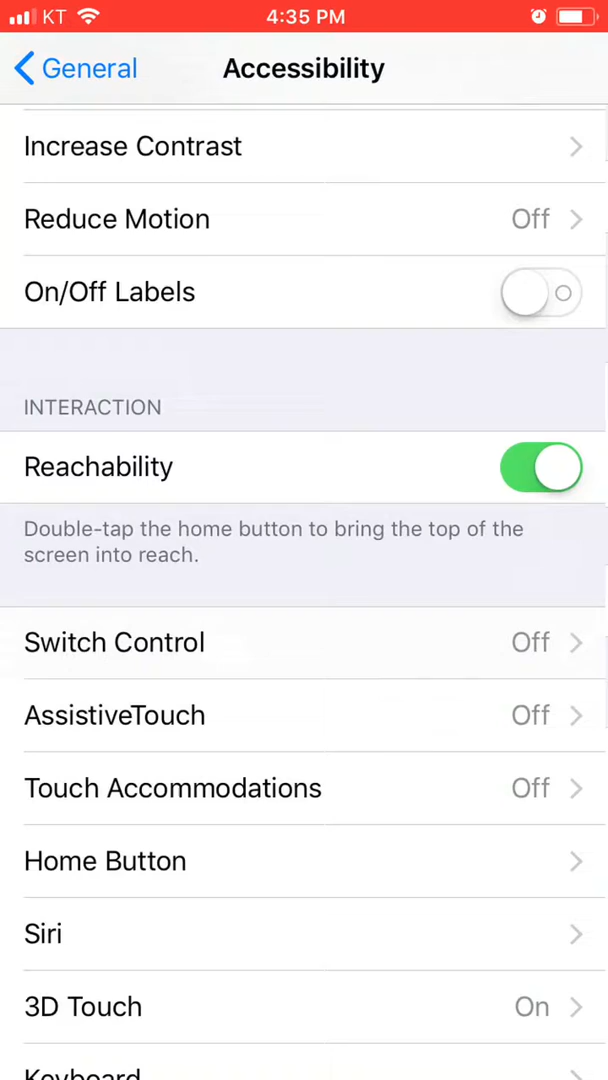 KT 4:35 PM
General Accessibility
Increase Contrast
Reduce Motion Off
On/Off Labels
INTERACTION
Reachability
Double-tap the home button to bring the top of the
screen into reach.
Switch Control Off
AssistiveTouch Off
Touch Accommodations Off
Home Button
Siri
3D Touch On
Keyboard